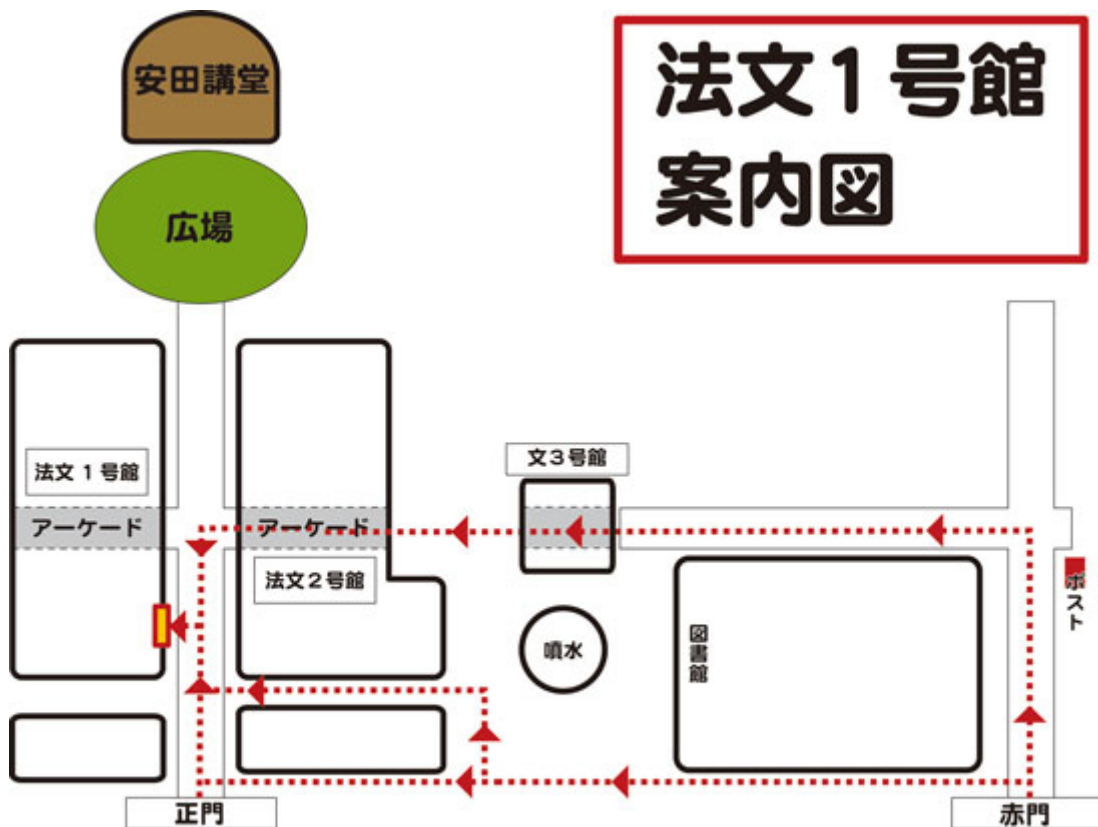 法文1号館
案内図
安田講堂
広場
法文1号館
文3号館
アーケード
アーケード
法文2号館
ポスト
噴水
図書館
正門
赤門